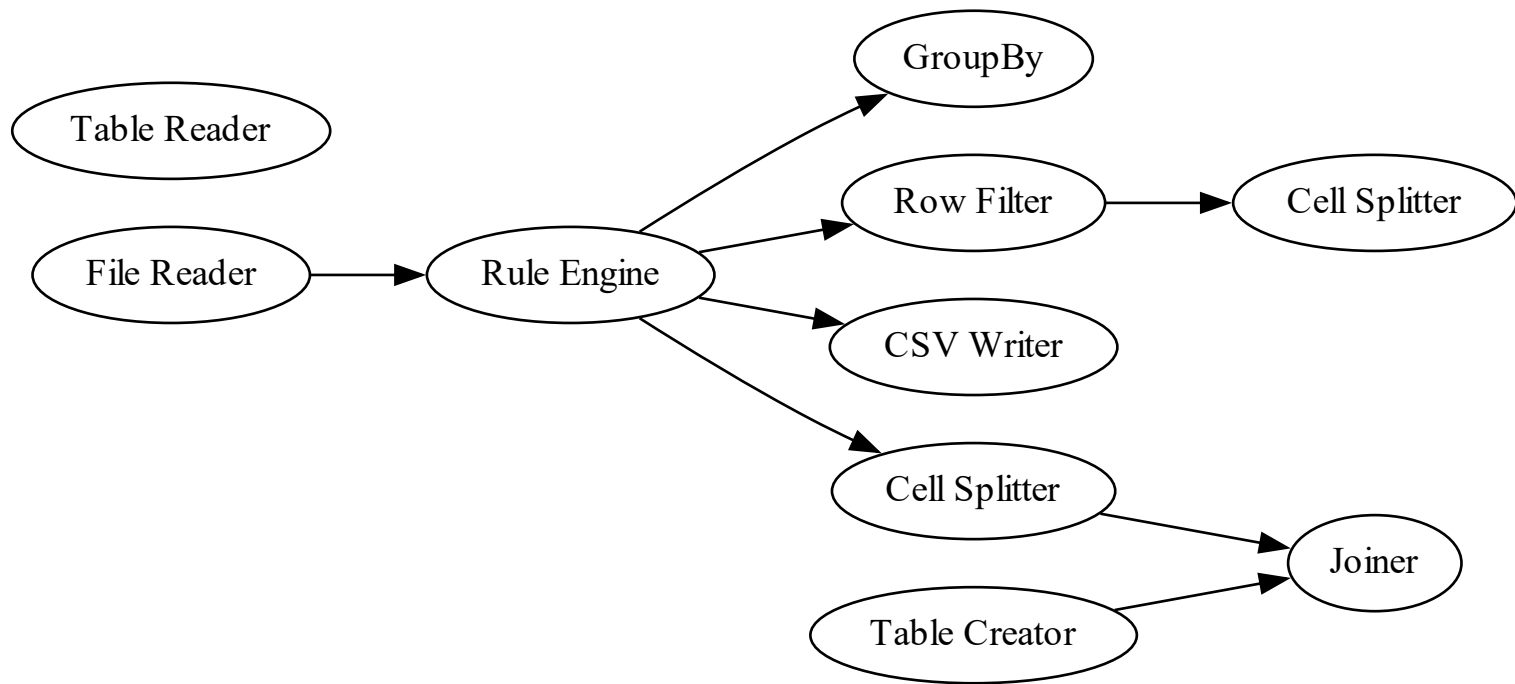 GroupBy
Table Reader
Row Filter
Cell Splitter
File Reader
Rule Engine
CSV Writer
Cell Splitter
Joiner
Table Creator